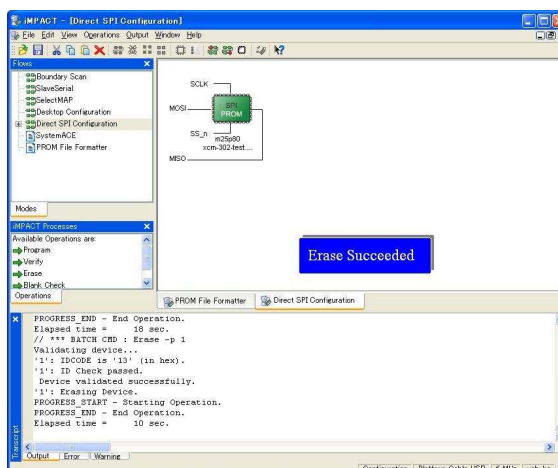 iMPACT - [Direct SPI Configuration]
File Edit View Operations Output Window Help
Flows
Boundary Scan
SlaveSerial
SelectMAP
Desktop Configuration
Direct SPI Configuration
SystemACE
PROM File Formatter
Modes
iMPACT Processes
Available Operations are:
Program
Verify
Erase
Blank Check
Operations
SCLK
MOSI
SPI
PROM
SS_n
m25p80
xcm-302-test....
MISO
Erase Succeeded
PROM File Formatter
Direct SPI Configuration
PROGRESS_END - End Operation.
Elapsed time =      18 sec.
// *** BATCH CMD : Erase -p 1
Validating device...
'1': IDCODE is '13' (in hex).
'1': ID Check passed.
Device validated successfully.
'1': Erasing Device.
PROGRESS_START - Starting Operation.
PROGRESS_END - End Operation.
Elapsed time =      10 sec.
Transcript
Output Error Warning
Configuration Platform Cable USB 6 MHz